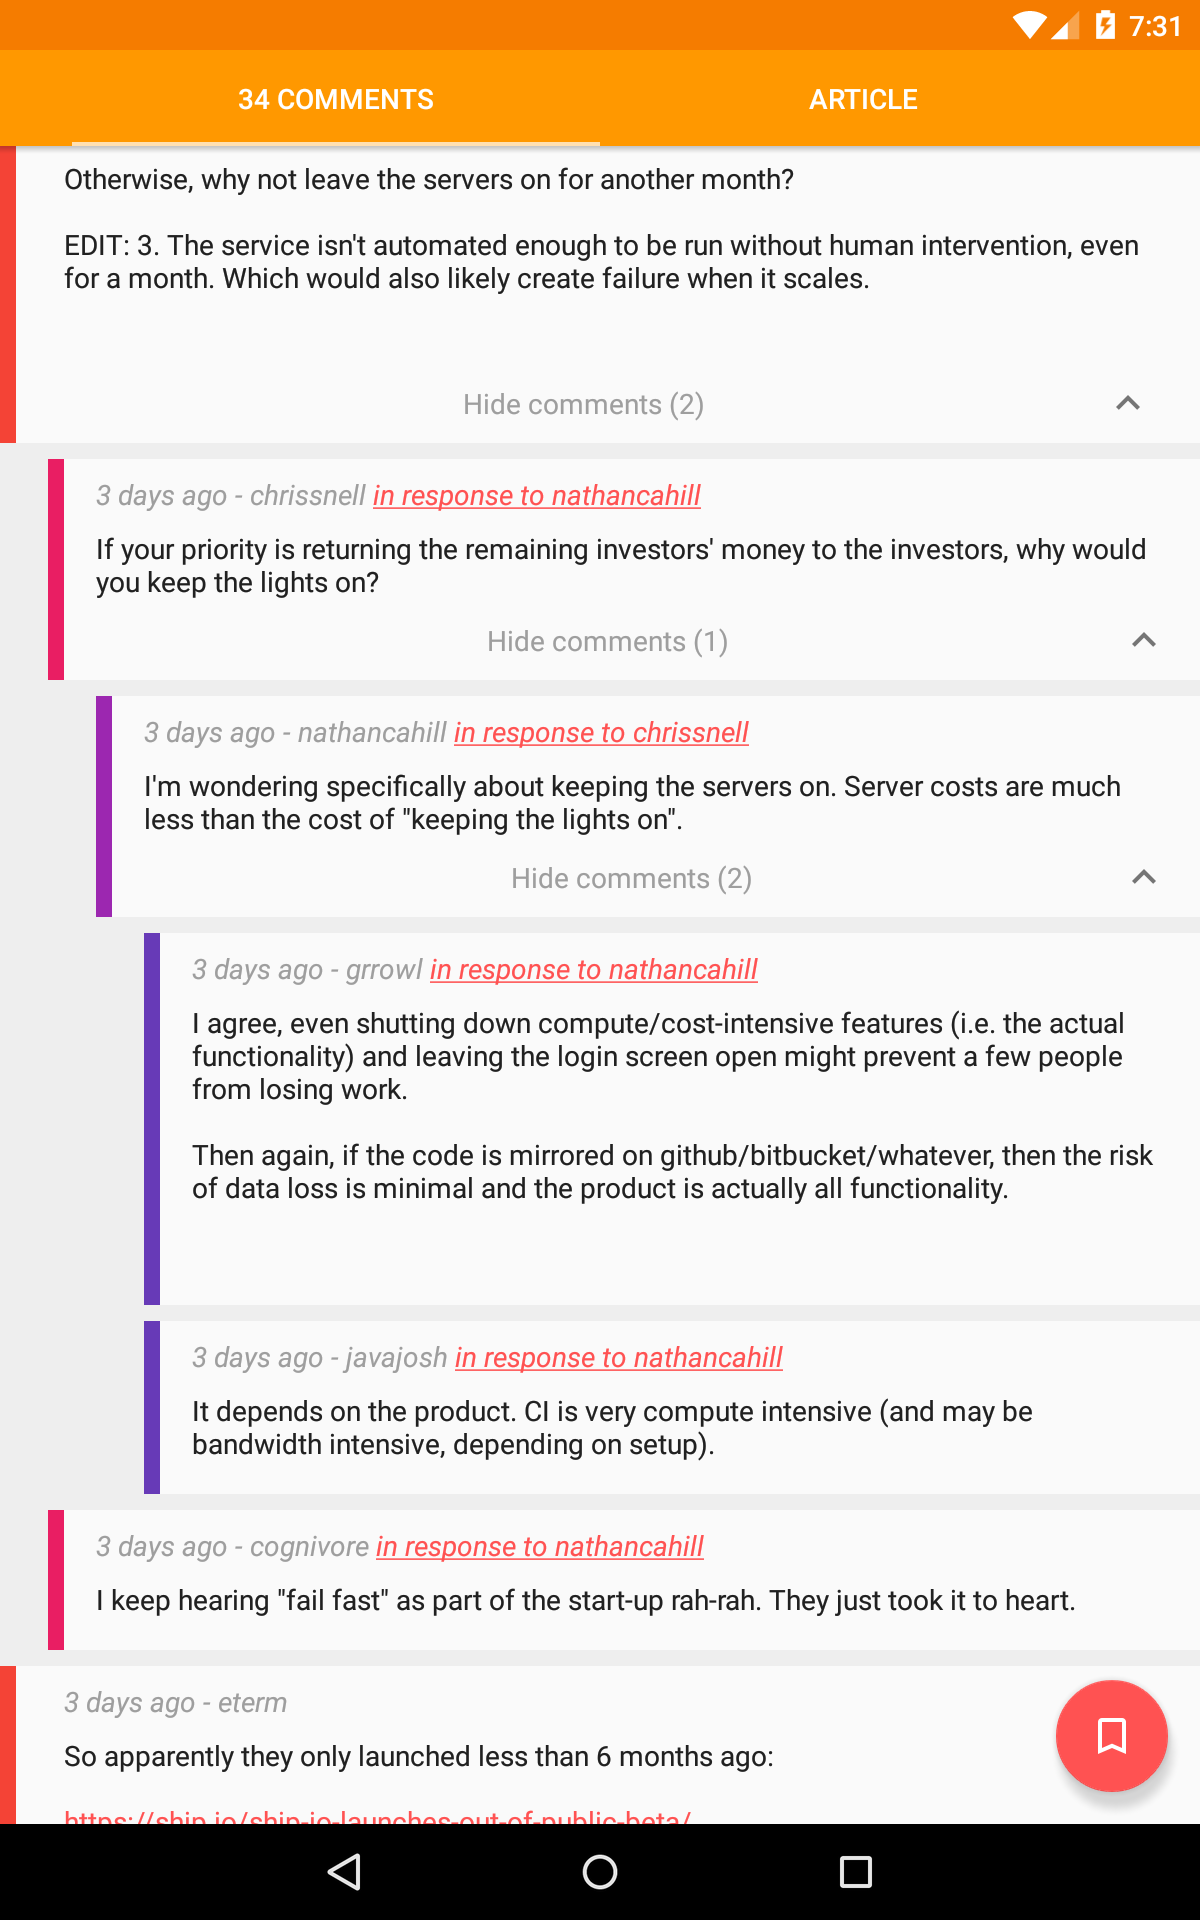 7:31
34 COMMENTS
ARTICLE
Otherwise, why not leave the servers on for another month?
EDIT: 3. The service isn't automated enough to be run without human intervention, even
for a month. Which would also likely create failure when it scales.
Hide comments (2)
3 days ago - chrissnell in response to nathancahill
If your priority is returning the remaining investors' money to the investors, why would
you keep the lights on?
Hide comments (1)
3 days ago - nathancahill in response to chrissnell
I'm wondering specifically about keeping the servers on. Server costs are much
less than the cost of "keeping the lights on".
Hide comments (2)
3 days ago - grrowl in response to nathancahill
I agree, even shutting down compute/cost-intensive features (i.e. the actual
functionality) and leaving the login screen open might prevent a few people
from losing work.
Then again, if the code is mirrored on github/bitbucket/whatever, then the risk
of data loss is minimal and the product is actually all functionality.
3 days ago - javajosh in response to nathancahill
It depends on the product. CI is very compute intensive (and may be
bandwidth intensive, depending on setup).
3 days ago - cognivore in response to nathancahill
I keep hearing "fail fast" as part of the start-up rah-rah. They just took it to heart.
3 days ago - eterm
So apparently they only launched less than 6 months ago:
https://ship.io/ship-io-launches-out-of-public-beta/